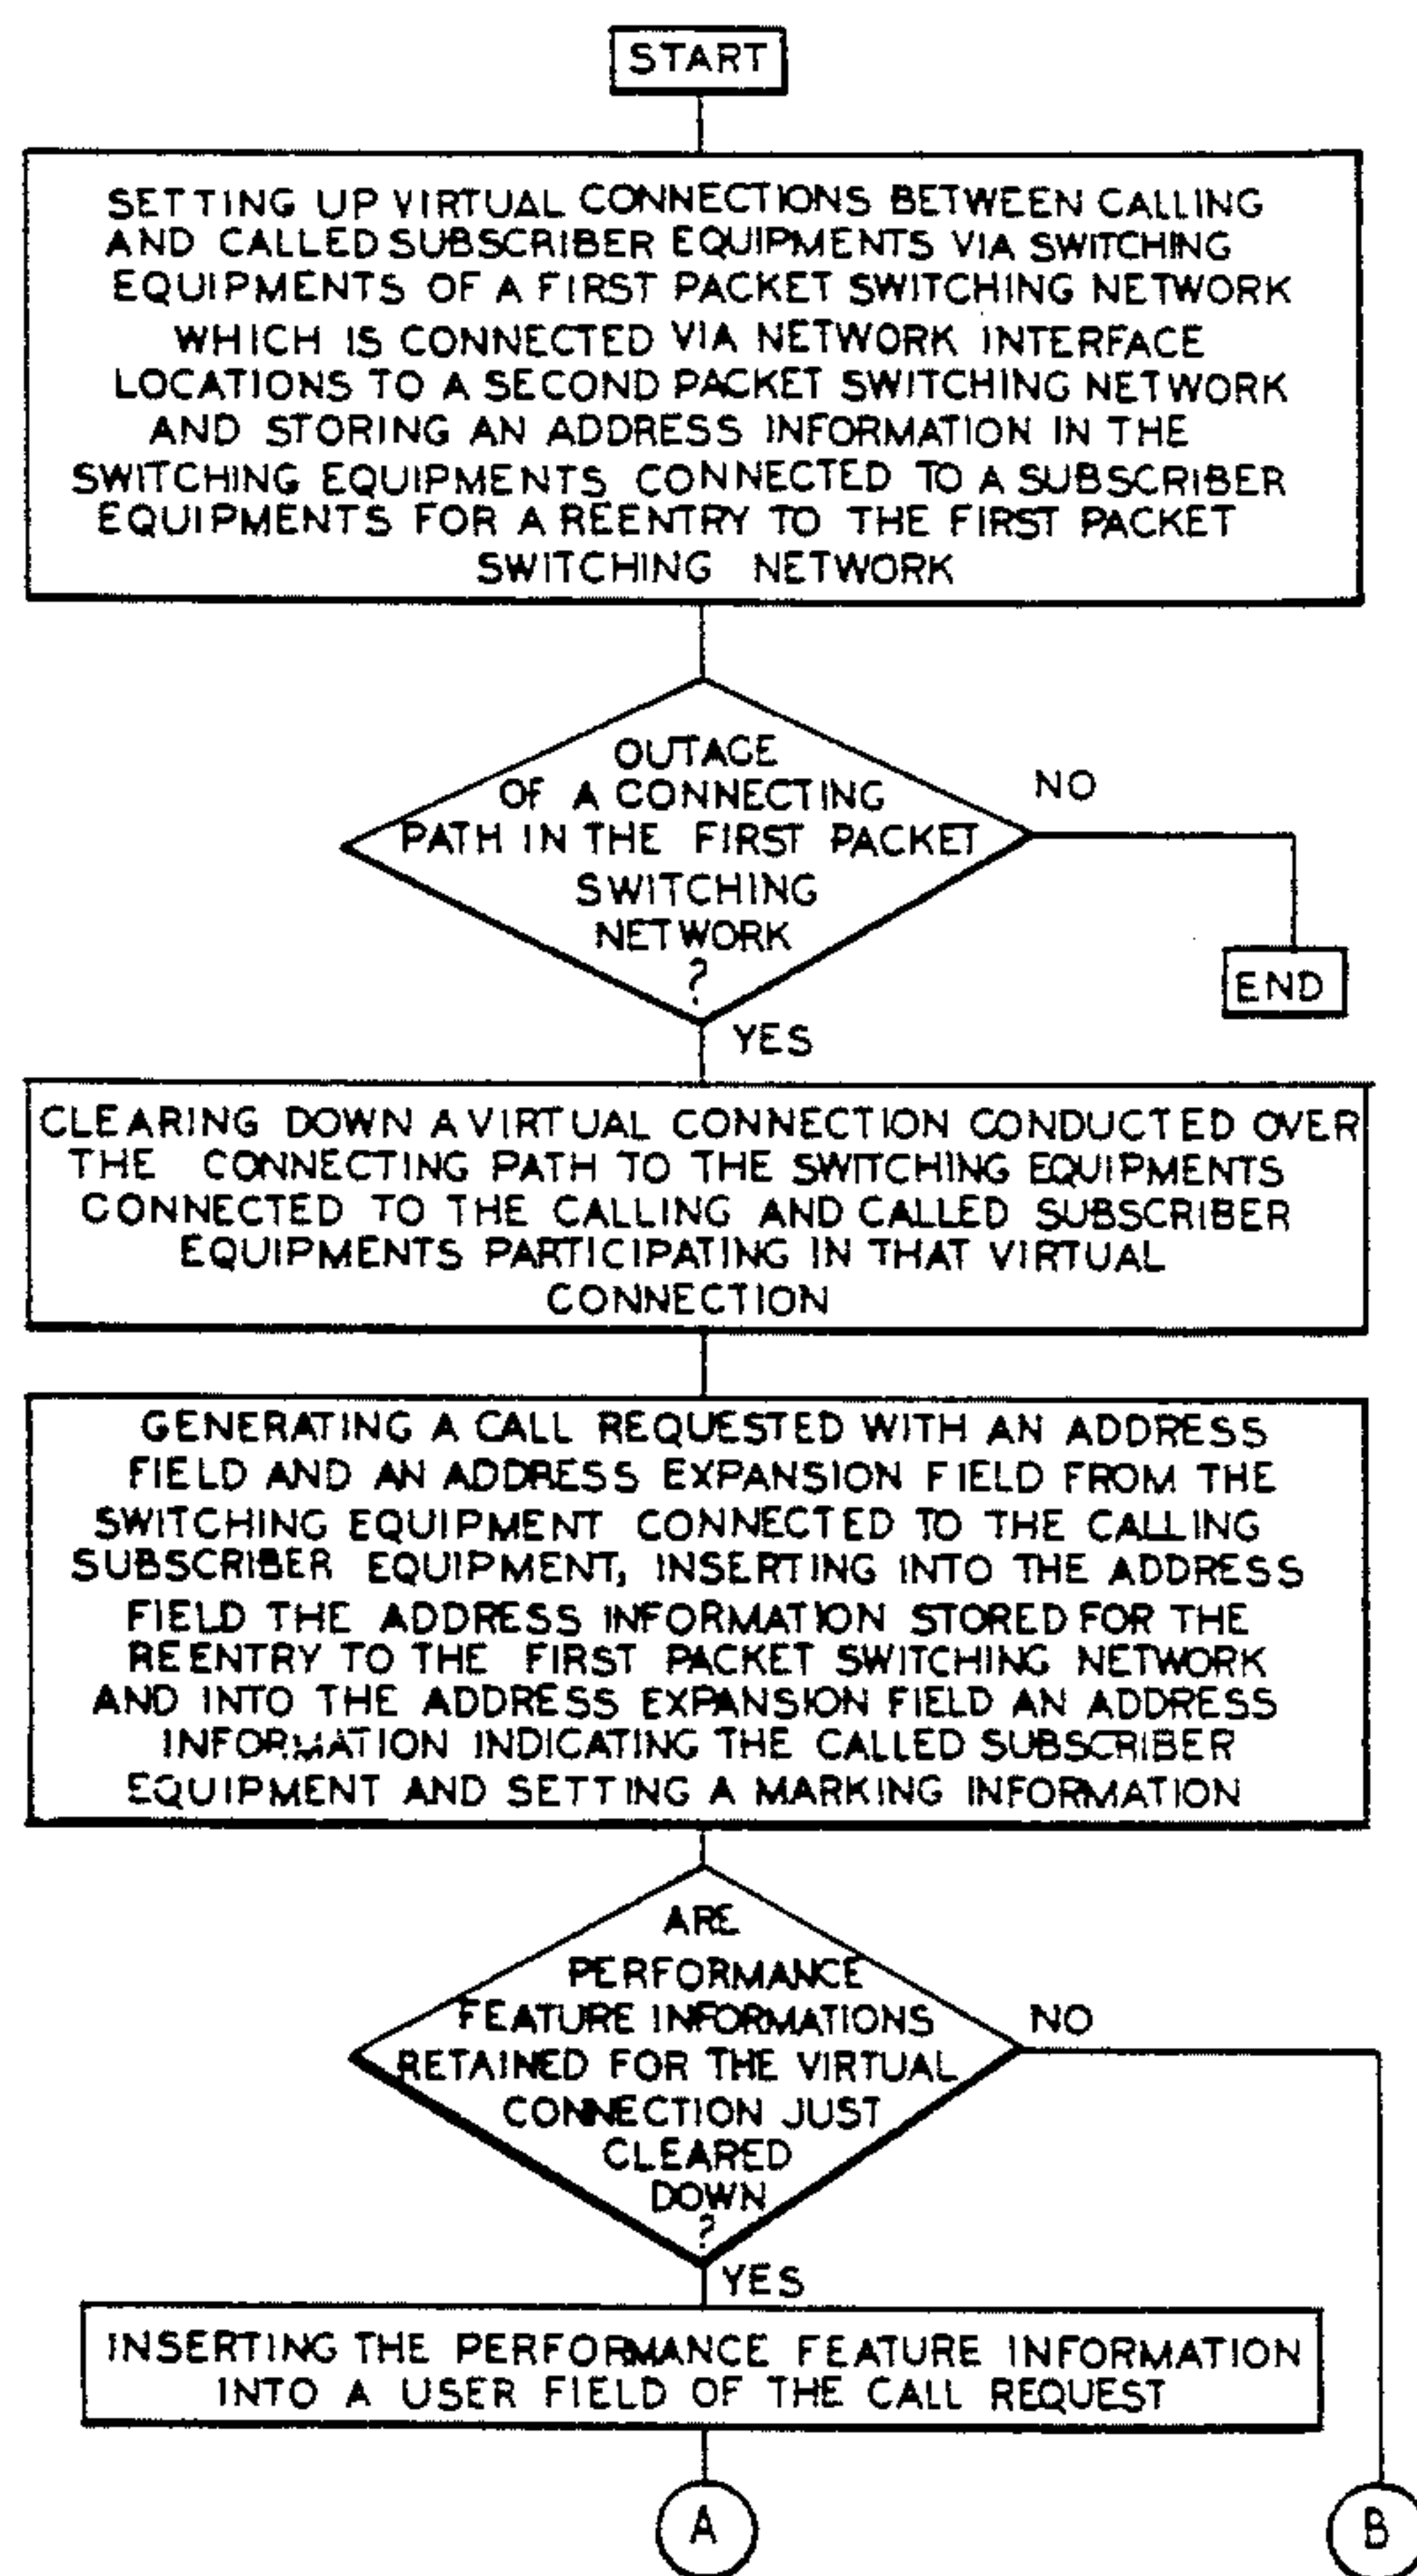 START
SETTING UP VIRTUAL CONNECTIONS BETWEEN CALLING
AND CALLED SUBSCRIBER EQUIPMENTS VIA SWITCHING
EQUIPMENTS OF A FIRST PACKET SWITCHING NETWORK
WHICH IS CONNECTED VIA NETWORK INTERFACE
LOCATIONS TO A SECOND PACKET SWITCHING NETWORK
AND STORING AN ADDRESS INFORMATION IN THE
SWITCHING EQUIPMENTS CONNECTED TO A SUBSCRIBER
EQUIPMENTS FOR A REENTRY TO THE FIRST PACKET
SWITCHING NETWORK
OUTAGE
OF A CONNECTING
PATH IN THE FIRST PACKET
SWITCHING
NETWORK
?
NO
END
YES
CLEARING DOWN A VIRTUAL CONNECTION CONDUCTED OVER
THE CONNECTING PATH TO THE SWITCHING EQUIPMENTS
CONNECTED TO THE CALLING AND CALLED SUBSCRIBER
EQUIPMENTS PARTICIPATING IN THAT VIRTUAL
CONNECTION
GENERATING A CALL REQUESTED WITH AN ADDRESS
FIELD AND AN ADDRESS EXPANSION FIELD FROM THE
SWITCHING EQUIPMENT CONNECTED TO THE CALLING
SUBSCRIBER EQUIPMENT, INSERTING INTO THE ADDRESS
FIELD THE ADDRESS INFORMATION STORED FOR THE
REENTRY TO THE FIRST PACKET SWITCHING NETWORK
AND INTO THE ADDRESS EXPANSION FIELD AN ADDRESS
INFORMATION INDICATING THE CALLED SUBSCRIBER
EQUIPMENT AND SETTING A MARKING INFORMATION
ARE
PERFORMANCE
FEATURE INFORMATIONS
RETAINED FOR THE VIRTUAL
CONNECTION JUST
CLEARED
DOWN
?
NO
YES
INSERTING THE PERFORMANCE FEATURE INFORMATION
INTO A USER FIELD OF THE CALL REQUEST
A
B